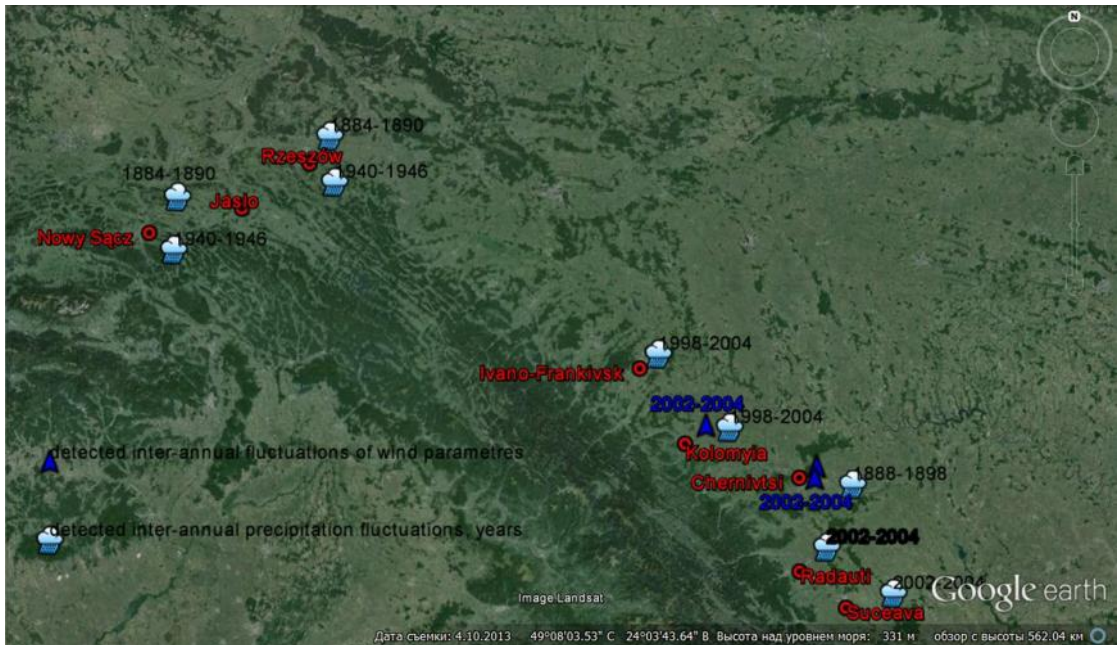 N
1884-1890
Rzeszów
1940-1946
1884-1890
Jaslo
Nowy Sącz
1940-1946
1998-2004
Ivano-Frankivsk
2002-2004
1998-2004
Kolomyia
detected inter-annual fluctuations of wind parametres
Chernivtsi
1888-1898
2002-2004
detected inter-annual precipitation fluctuations, years
2002-2004
Radauti
2002-2004
Google earth
Image Landsat
Suceava
Дата съемки: 4.10.2013 49°08'03.53" С 24°03'43.64" В Высота над уровнем моря: 331 м обзор с высоты 562.04 км